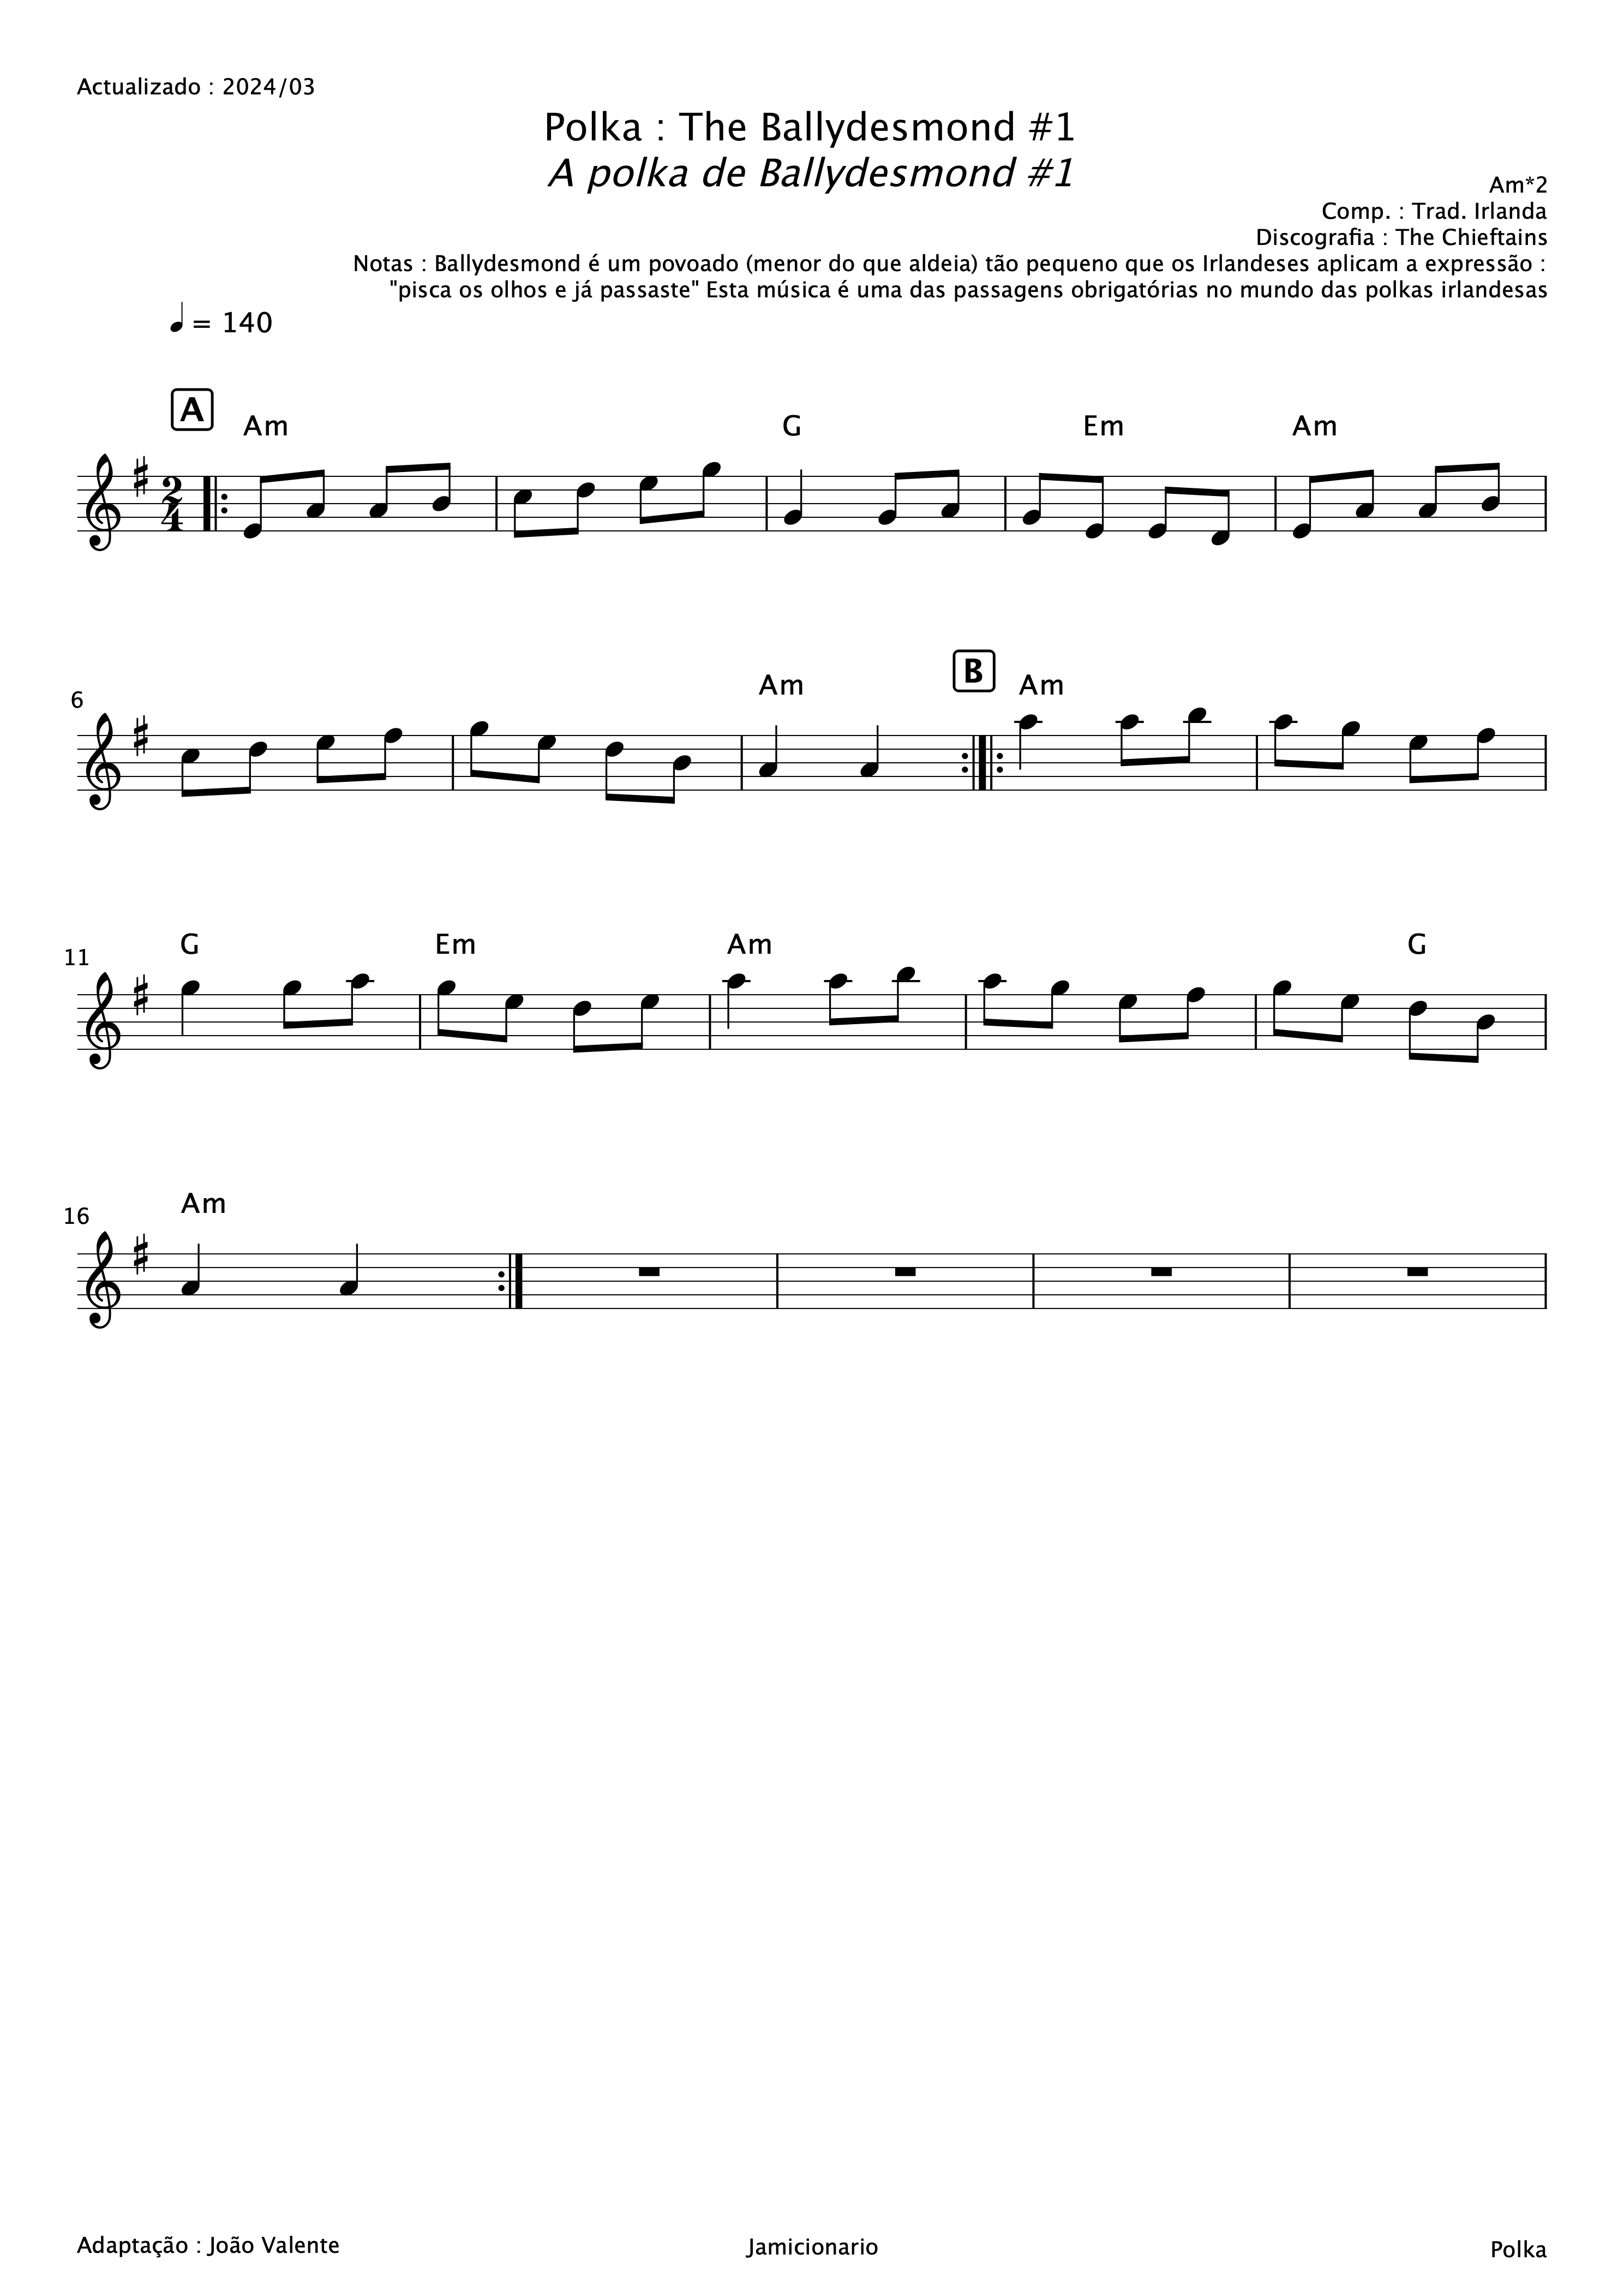 Actualizado : 2024/03
Polka : The Ballydesmond #1
A polka de Ballydesmond #1
Am*2
Comp. : Trad. Irlanda
Discografia : The Chieftains
Notas : Ballydesmond é um povoado (menor do que aldeia) tão pequeno que os Irlandeses aplicam a expressão :
"pisca os olhos e já passaste" Esta música é uma das passagens obrigatórias no mundo das polkas irlandesas
= 140
A
Am G Em Am
2
4
B
6 Am Am
11 G Em Am G
16 Am
Adaptação : João Valente Jamicionario Polka